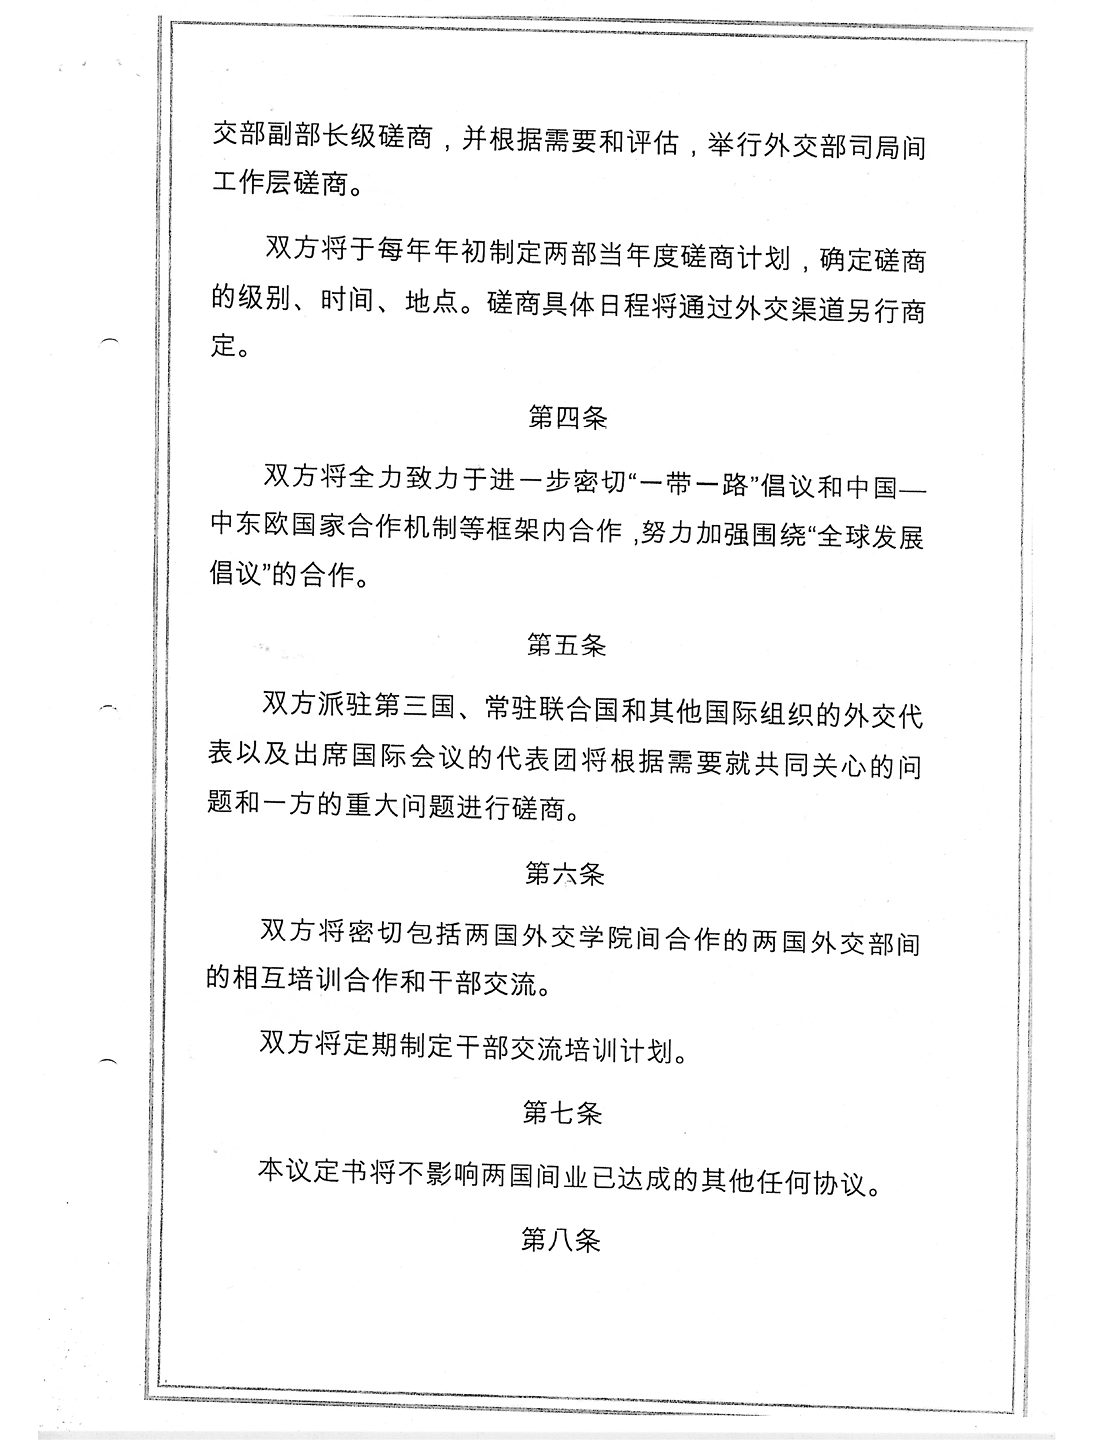 交部副部长级磋商，并根据需要和评估，举行外交部司局间
工作层磋商。
双方将于每年年初制定两部当年度磋商计划，确定磋商
的级别、时间、地点。磋商具体日程将通过外交渠道另行商
定。
第四条
双方将全力致力于进一步密切“一带一路”倡议和中国—
中东欧国家合作机制等框架内合作,努力加强围绕“全球发展
倡议”的合作。
第五条
双方派驻第三国、常驻联合国和其他国际组织的外交代
表以及出席国际会议的代表团将根据需要就共同关心的问
题和一方的重大问题进行磋商。
第六条
双方将密切包括两国外交学院间合作的两国外交部间
的相互培训合作和干部交流。
双方将定期制定干部交流培训计划。
第七条
本议定书将不影响两国间业已达成的其他任何协议。
第八条